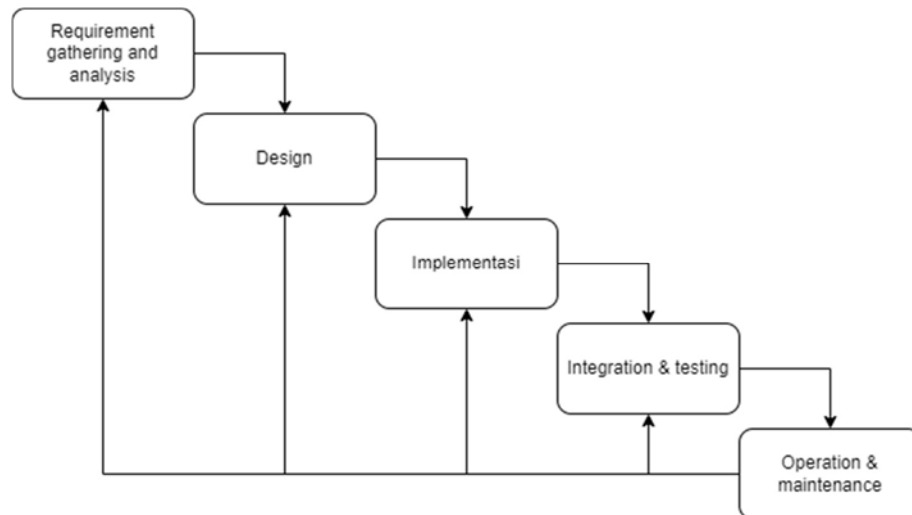 Requirement
gathering and
analysis
Design
Implementasi
Integration & testing
Operation &
maintenance